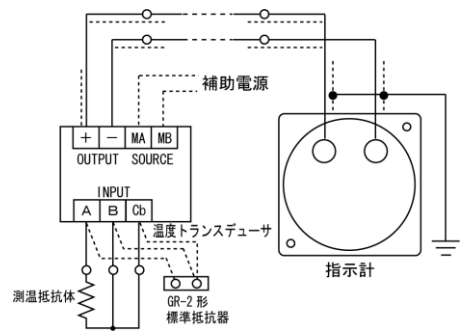 補助電源
+ − MA MB
OUTPUT SOURCE
INPUT
A B Cb
温度トランスデューサ
測温抵抗体
GR-2 形
標準抵抗器
指示計